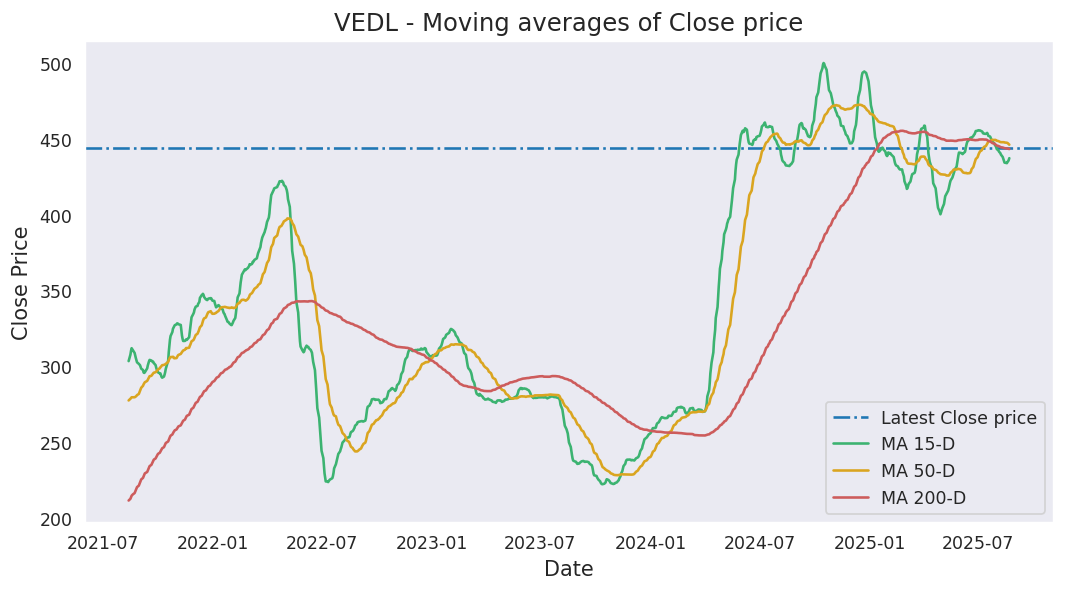 VEDL - Moving averages of Close price
Close Price
500
450
400
350
300
250
200
2021-07 2022-01 2022-07 2023-01 2023-07 2024-01 2024-07 2025-01 2025-07
Date
Latest Close price
MA 15-D
MA 50-D
MA 200-D